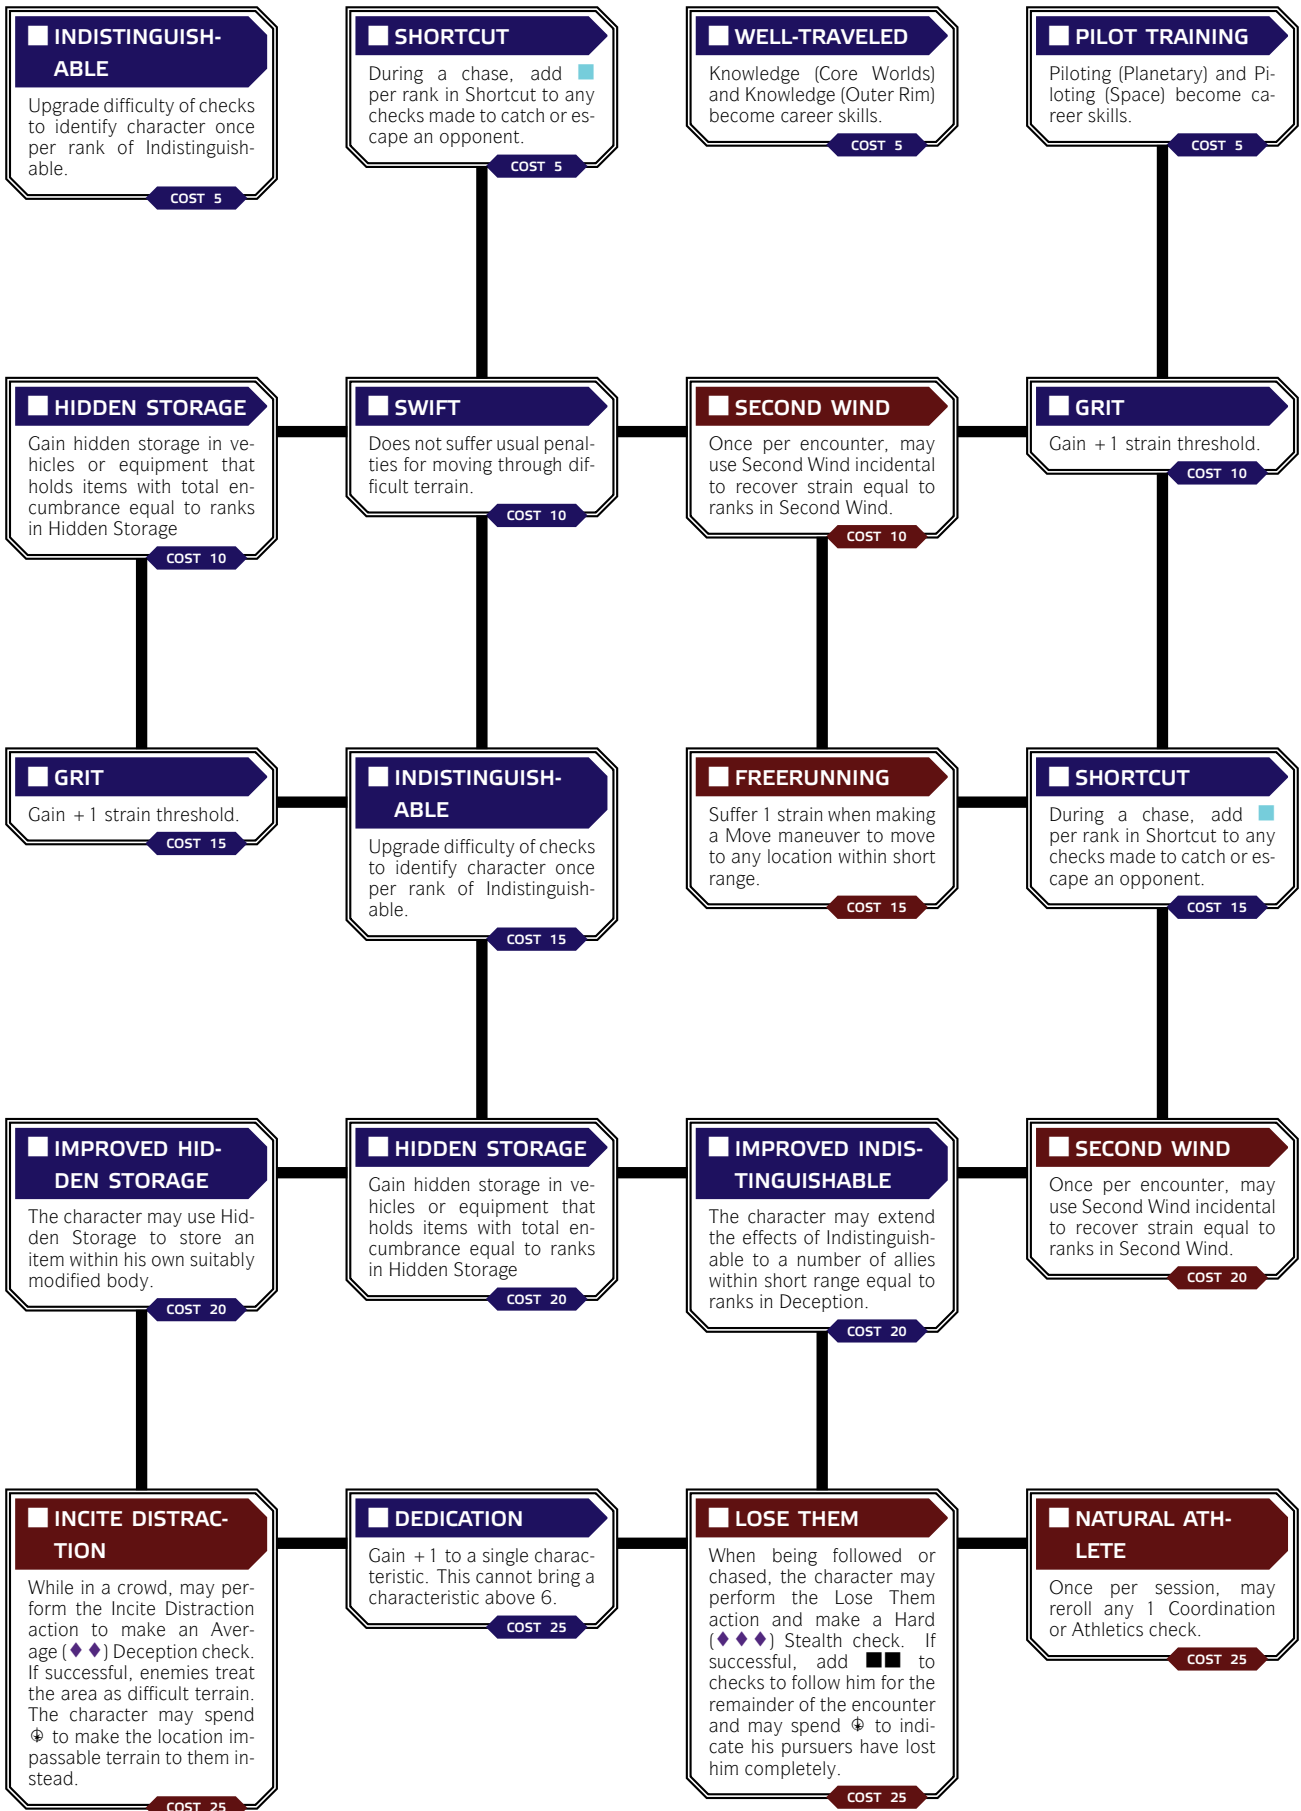 INDISTINGUISH-
ABLE
Upgrade difficulty of checks
to identify character once
per rank of Indistinguish-
able.
COST 5
SHORTCUT
During a chase, add
per rank in Shortcut to any
checks made to catch or es-
cape an opponent.
COST 5
WELL-TRAVELED
Knowledge (Core Worlds)
and Knowledge (Outer Rim)
become career skills.
COST 5
PILOT TRAINING
Piloting (Planetary) and Pi-
loting (Space) become ca-
reer skills.
COST 5
HIDDEN STORAGE
Gain hidden storage in ve-
hicles or equipment that
holds items with total en-
cumbrance equal to ranks
in Hidden Storage
COST 10
SWIFT
Does not suffer usual penal-
ties for moving through dif-
ficult terrain.
COST 10
SECOND WIND
Once per encounter, may
use Second Wind incidental
to recover strain equal to
ranks in Second Wind.
COST 10
GRIT
Gain +1 strain threshold.
COST 10
GRIT
Gain +1 strain threshold.
COST 15
INDISTINGUISH-
ABLE
Upgrade difficulty of checks
to identify character once
per rank of Indistinguish-
able.
COST 15
FREERUNNING
Suffer 1 strain when making
a Move maneuver to move
to any location within short
range.
COST 15
SHORTCUT
During a chase, add
per rank in Shortcut to any
checks made to catch or es-
cape an opponent.
COST 15
IMPROVED HID-
DEN STORAGE
The character may use Hid-
den Storage to store an
item within his own suitably
modified body.
COST 20
HIDDEN STORAGE
Gain hidden storage in ve-
hicles or equipment that
holds items with total en-
cumbrance equal to ranks
in Hidden Storage
COST 20
IMPROVED INDIS-
TINGUISHABLE
The character may extend
the effects of Indistinguish-
able to a number of allies
within short range equal to
ranks in Deception.
COST 20
SECOND WIND
Once per encounter, may
use Second Wind incidental
to recover strain equal to
ranks in Second Wind.
COST 20
INCITE DISTRAC-
TION
While in a crowd, may per-
form the Incite Distraction
action to make an Aver-
age (♦ ♦) Deception check.
If successful, enemies treat
the area as difficult terrain.
The character may spend
to make the location im-
passable terrain to them in-
stead.
COST 25
DEDICATION
Gain +1 to a single charac-
teristic. This cannot bring a
characteristic above 6.
COST 25
LOSE THEM
When being followed or
chased, the character may
perform the Lose Them
action and make a Hard
(♦ ♦ ♦) Stealth check. If
successful, add ■■ to
checks to follow him for the
remainder of the encounter
and may spend to indi-
cate his pursuers have lost
him completely.
COST 25
NATURAL ATH-
LETE
Once per session, may
reroll any 1 Coordination
or Athletics check.
COST 25